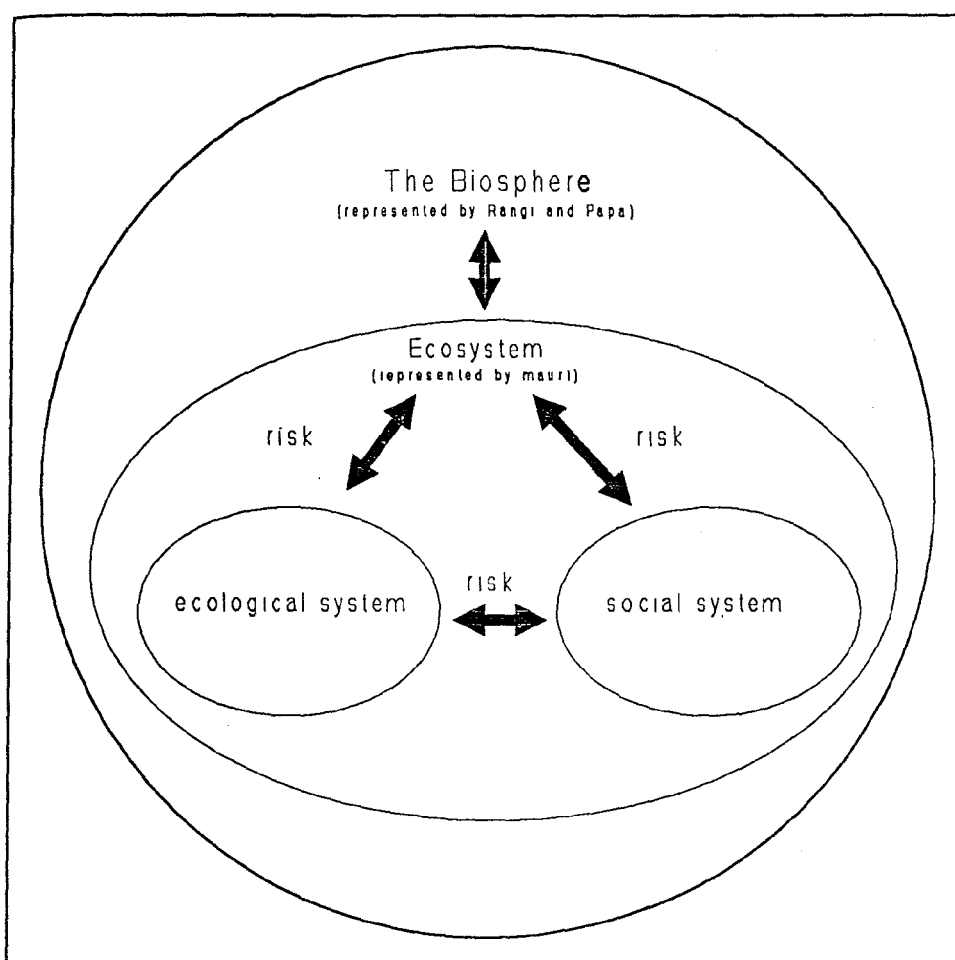 The Biosphere
(represented by Rangi and Papa)
Ecosystem
(represented by mauri)
risk
risk
risk
ecological system
social system